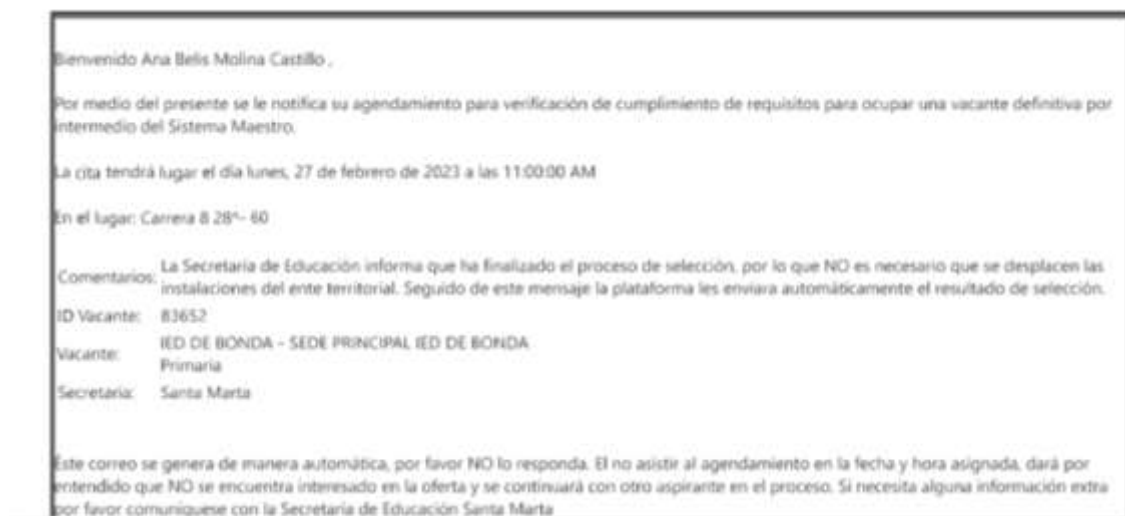 Bienvenido Ana Belis Molina Castillo ,
Por medio del presente se le notifica su agendamiento para verificación de cumplimiento de requisitos para ocupar una vacante definitiva por
intermedio del Sistema Maestro.
La cita tendrá lugar el día lunes, 27 de febrero de 2023 a las 11:00:00 AM
En el lugar: Carrera 8 28^- 60
Comentarios: La Secretaría de Educación informa que ha finalizado el proceso de selección, por lo que NO es necesario que se desplacen las
instalaciones del ente territorial. Seguido de este mensaje la plataforma les enviara automáticamente el resultado de selección.
ID Vacante: 83652
Vacante: IED DE BONDA - SEDE PRINCIPAL IED DE BONDA
Primaria
Secretaría: Santa Marta
Este correo se genera de manera automática, por favor NO lo responda. El no asistir al agendamiento en la fecha y hora asignada, dará por
entendido que NO se encuentra interesado en la oferta y se continuará con otro aspirante en el proceso. Si necesita alguna información extra
por favor comuníquese con la Secretaría de Educación Santa Marta